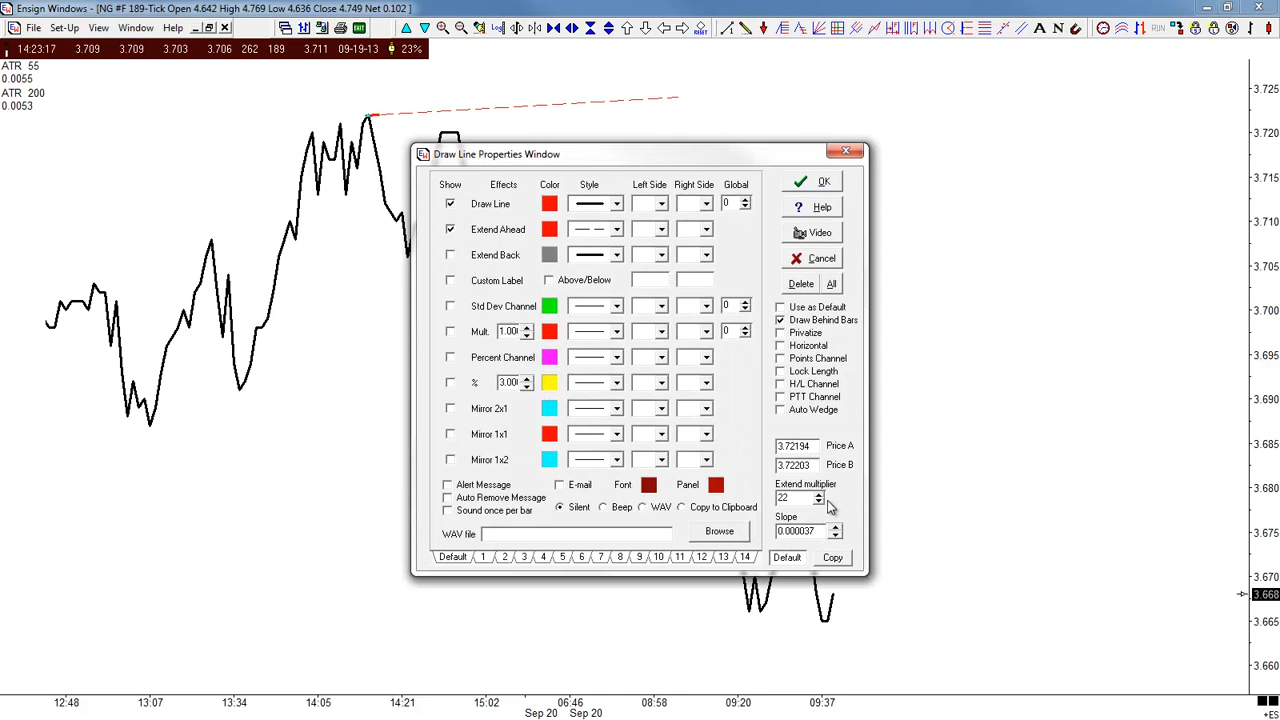 Ensign Windows - [NG #F 189-Tick Open 4.642 High 4.769 Low 4.636 Close 4.749 Net 0.102 ]
File Set-Up View Window Help
14:23:17 3.709 3.709 3.703 3.706 262 189 3.711 09-19-13 23%
ATR 55
0.0055
ATR 200
0.0053
Draw Line Properties Window
Show Effects Color Style Left Side Right Side Global
Draw Line 0
Extend Ahead
Extend Back
Custom Label Above/Below
Std Dev Channel 0
Mult. 1.00 0
Percent Channel
% 3.00
Mirror 2x1
Mirror 1x1
Mirror 1x2
Alert Message E-mail Font Panel
Auto Remove Message
Sound once per bar Silent Beep WAV Copy to Clipboard
WAV file Browse
Default 1 2 3 4 5 6 7 8 9 10 11 12 13 14
OK
Help
Video
Cancel
Delete All
Use as Default
Draw Behind Bars
Privatize
Horizontal
Points Channel
Lock Length
H/L Channel
PTT Channel
Auto Wedge
3.72194 Price A
3.72203 Price B
Extend multiplier
22
Slope
0.000037
Default Copy
3.725
3.720
3.715
3.710
3.705
3.700
3.695
3.690
3.685
3.680
3.675
3.670
3.668
3.665
3.660
12:48 13:07 13:34 14:05 14:21 15:02 06:46 08:58 09:20 09:37
Sep 20 Sep 20
+ES